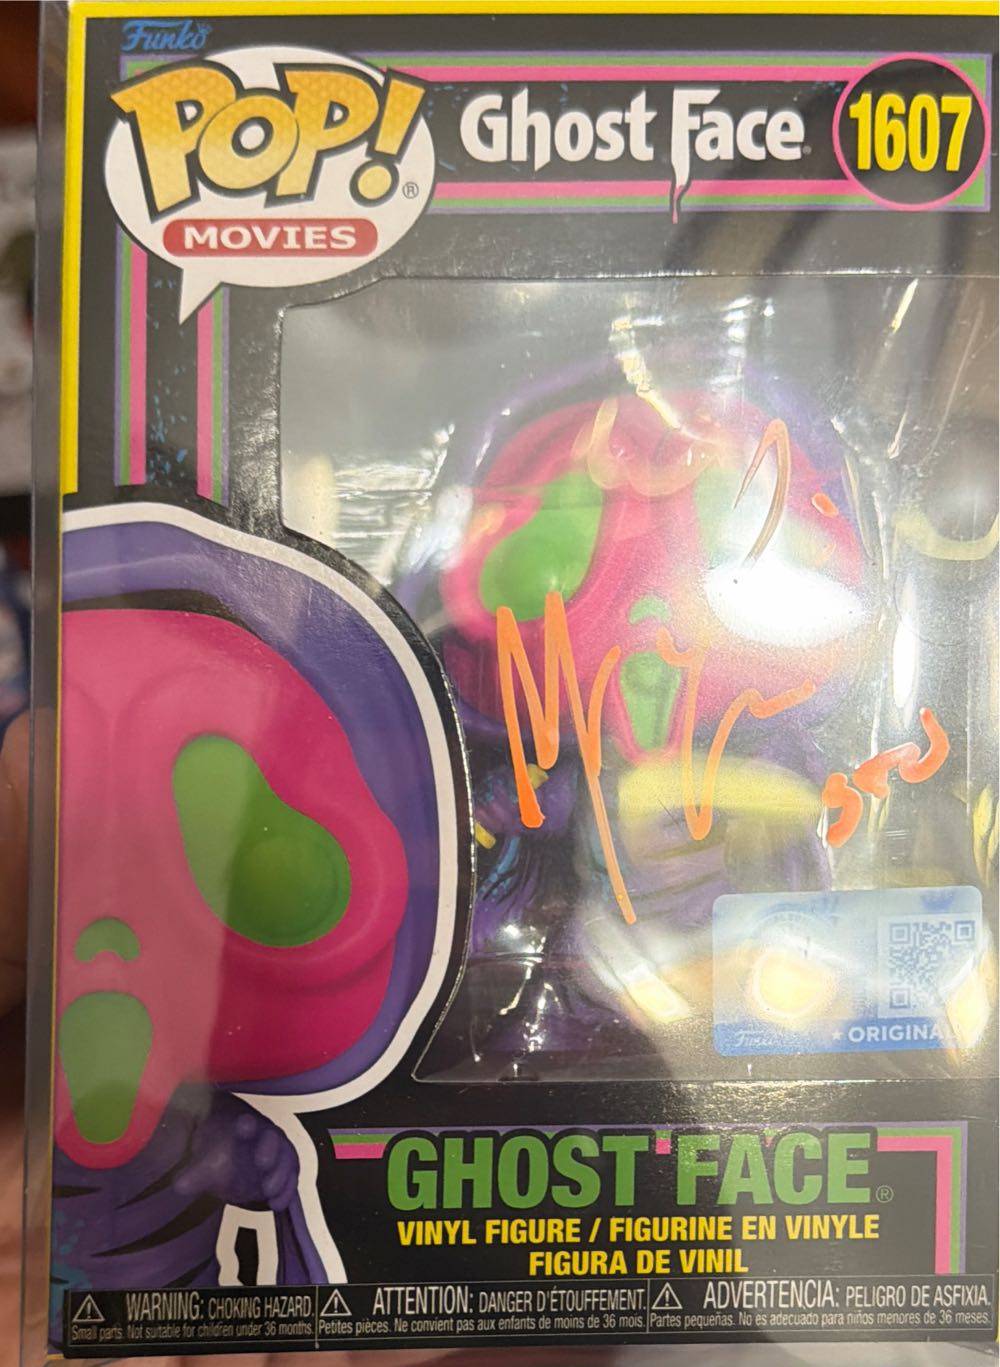 Funko
POP!®
MOVIES
Ghost Face
1607
Funko
★ ORIGINAL
GHOST FACE®
VINYL FIGURE / FIGURINE EN VINYLE
FIGURA DE VINIL
WARNING: CHOKING HAZARD.
Small parts. Not suitable for children under 36 months.
ATTENTION: DANGER D'ÉTOUFFEMENT.
Petites pièces. Ne convient pas aux enfants de moins de 36 mois.
ADVERTENCIA: PELIGRO DE ASFIXIA.
Partes pequeñas. No es adecuado para niños menores de 36 meses.